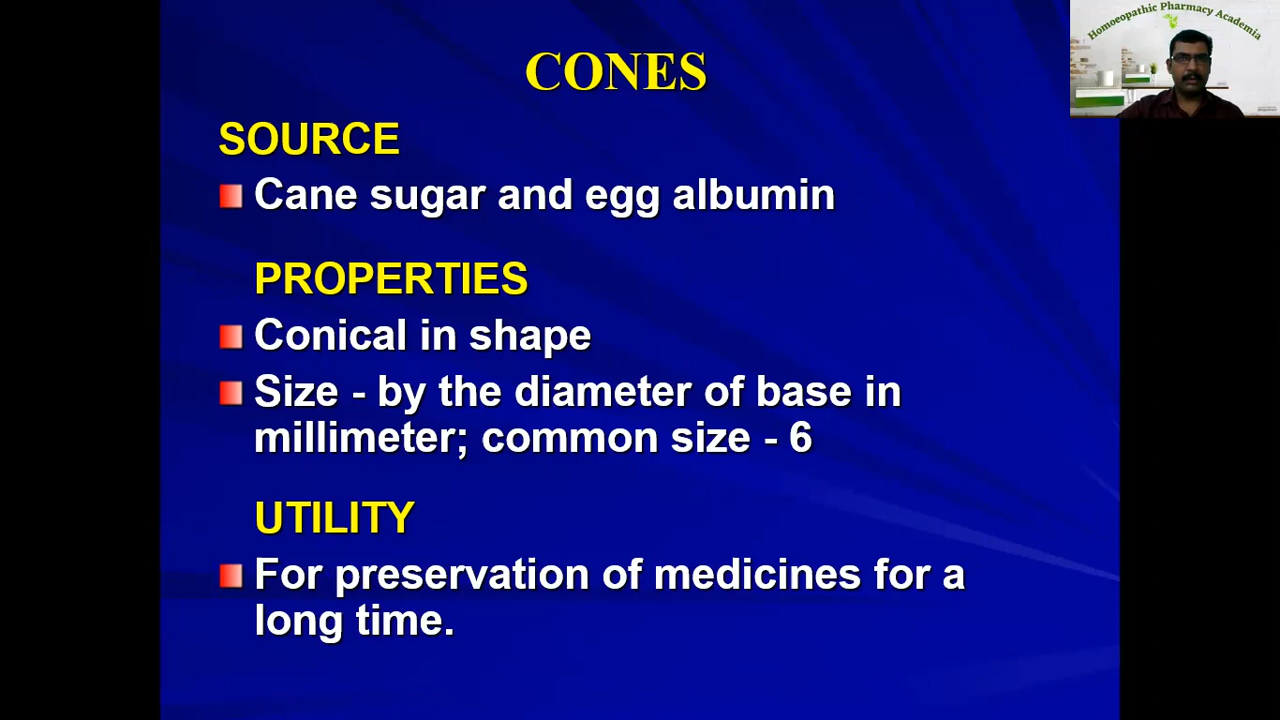 Homoeopathic Pharmacy Academia
CONES
SOURCE
Cane sugar and egg albumin
PROPERTIES
Conical in shape
Size - by the diameter of base in
millimeter; common size - 6
UTILITY
For preservation of medicines for a
long time.